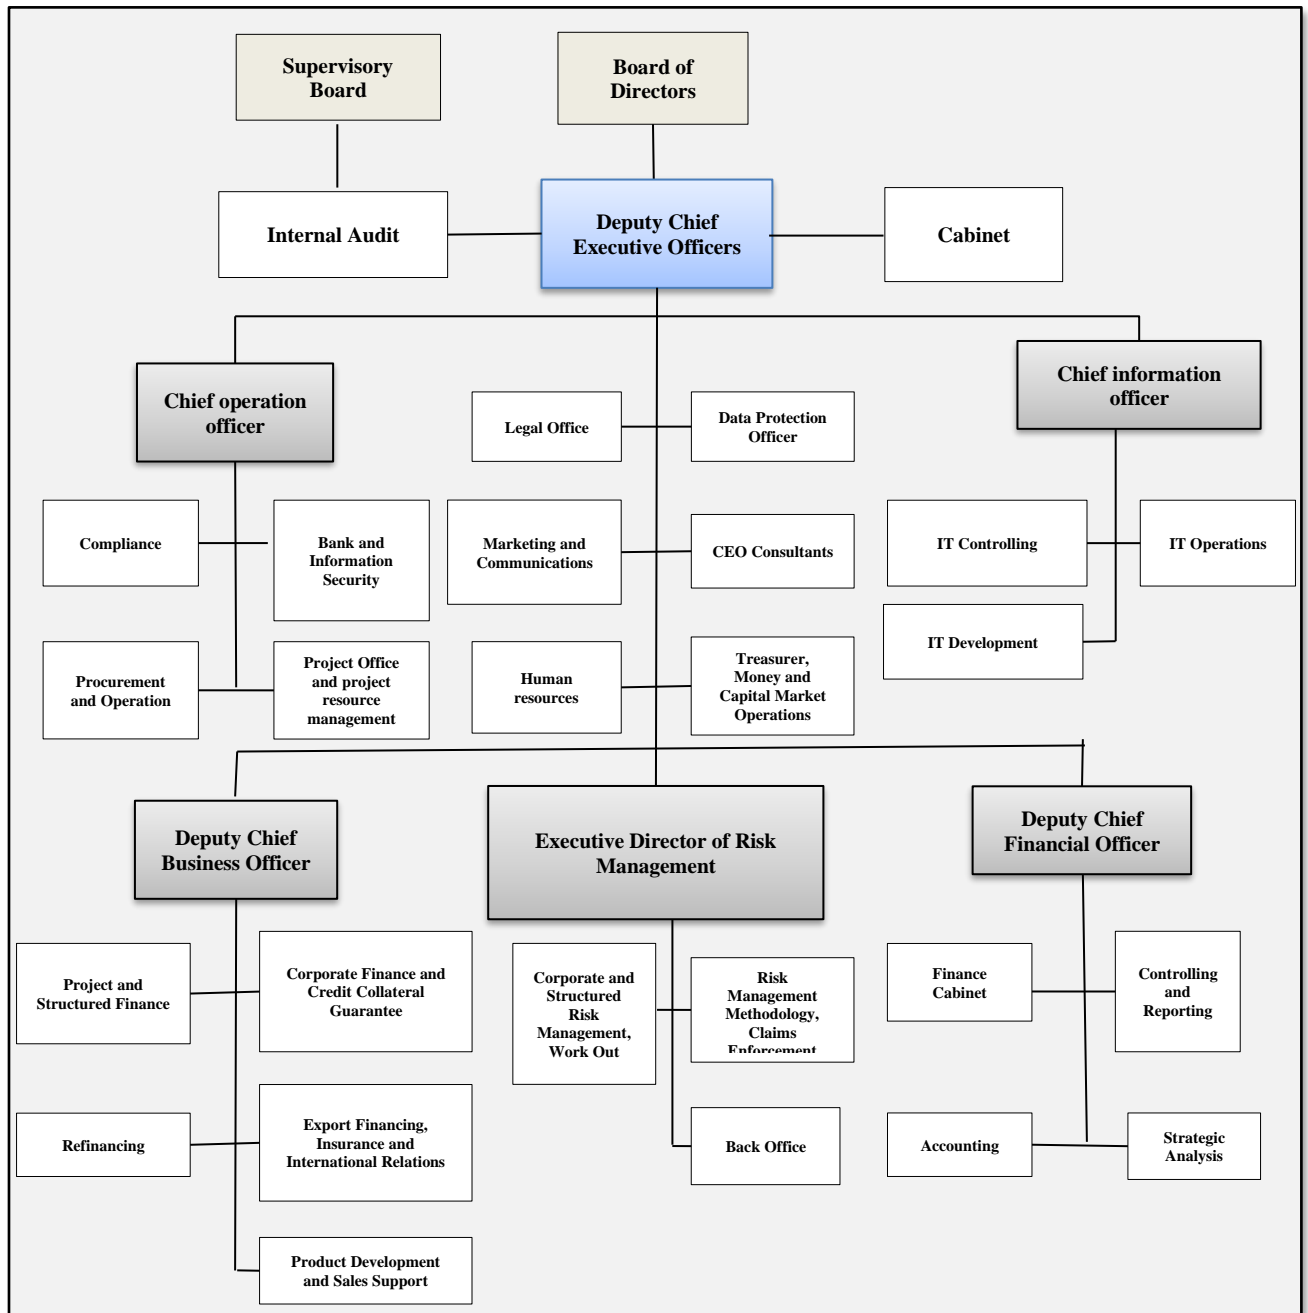 Supervisory
Board
Board of
Directors
Internal Audit
Deputy Chief
Executive Officers
Cabinet
Chief operation
officer
Chief information
officer
Legal Office
Data Protection
Officer
Compliance
Bank and
Information
Security
Marketing and
Communications
CEO Consultants
IT Controlling
IT Operations
Procurement
and Operation
Project Office
and project
resource
management
Human
resources
Treasurer,
Money and
Capital Market
Operations
IT Development
Deputy Chief
Business Officer
Executive Director of Risk
Management
Deputy Chief
Financial Officer
Project and
Structured Finance
Corporate Finance and
Credit Collateral
Guarantee
Corporate and
Structured
Risk
Management,
Work Out
Risk
Management
Methodology,
Claims
Enforcement
Finance
Cabinet
Controlling
and
Reporting
Refinancing
Export Financing,
Insurance and
International Relations
Back Office
Accounting
Strategic
Analysis
Product Development
and Sales Support